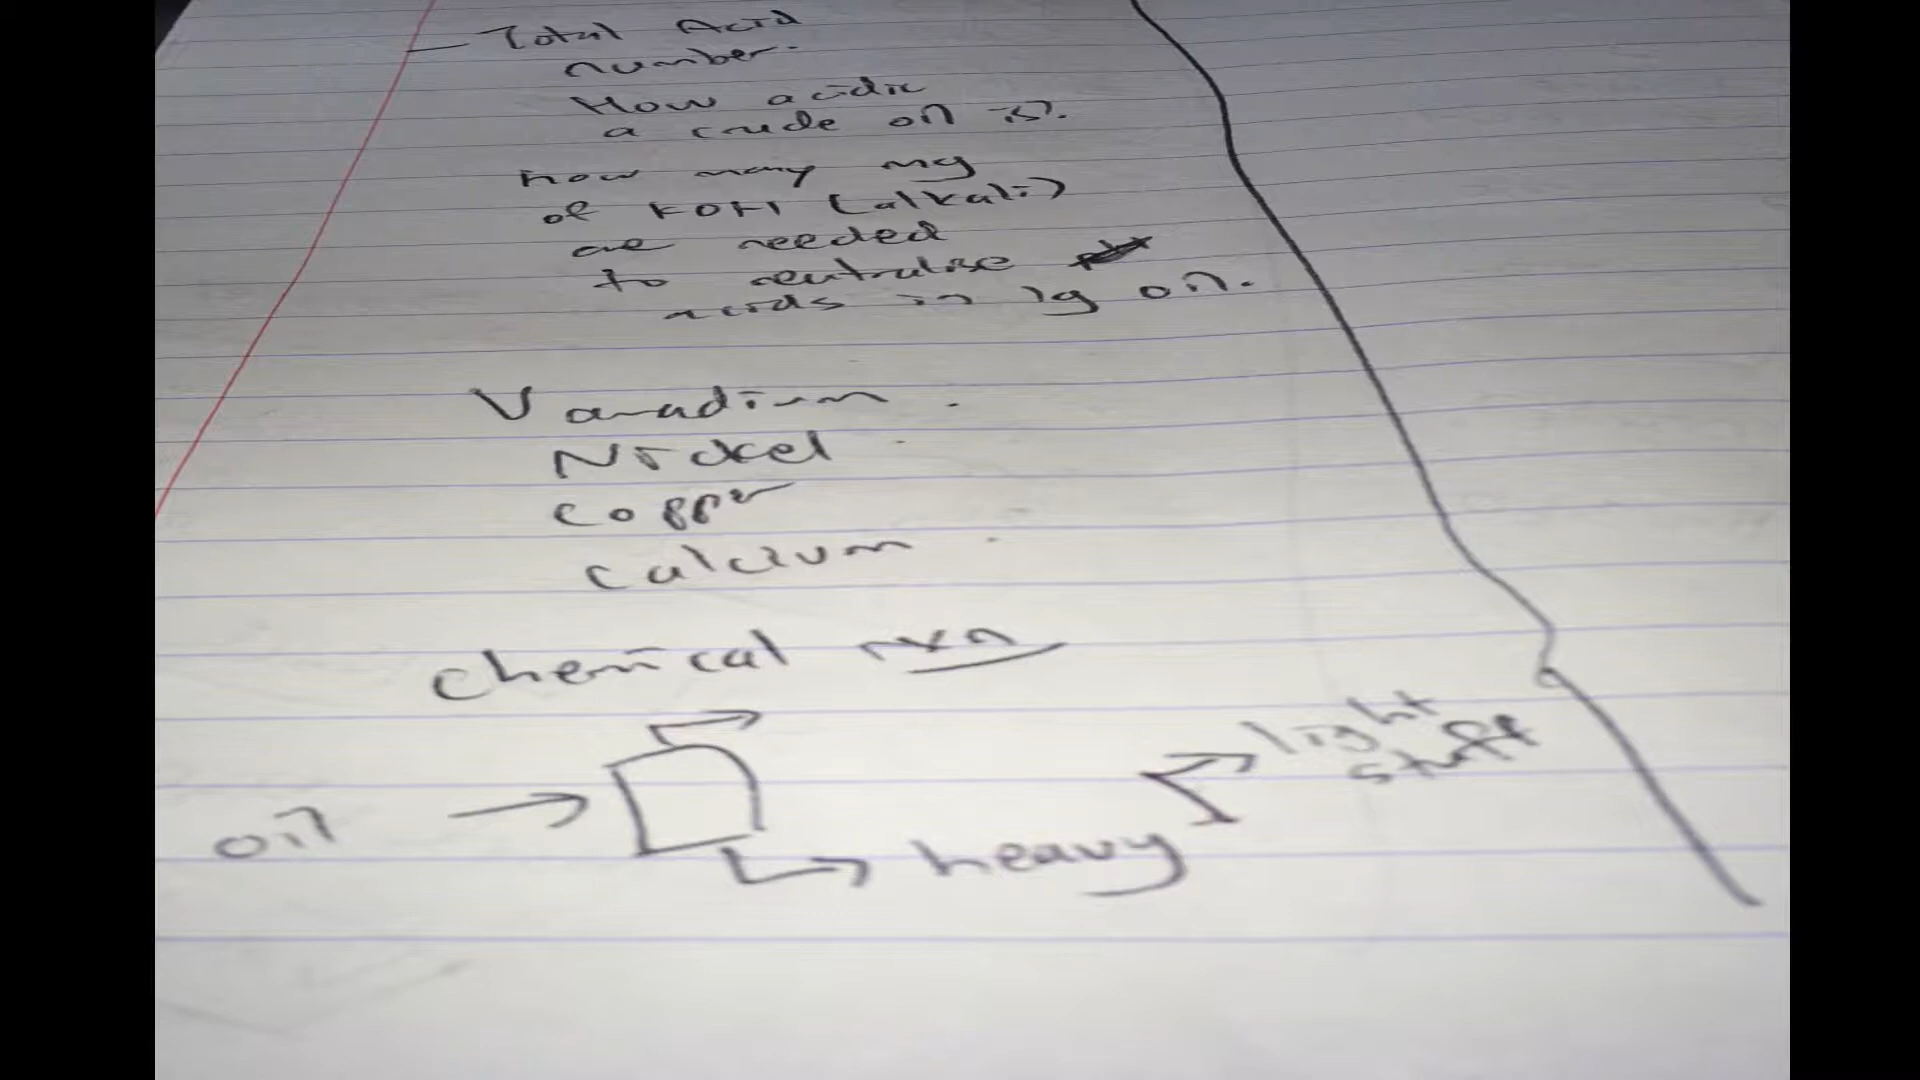 — Total Acid
number.
How acidic
a crude oil is.
how many mg
of KOH (alkali)
are needed
to neutralise
acids in 1g oil.
Vanadium.
Nickel.
Copper
Calcium.
Chemical rxn
light
stuff
oil
heavy